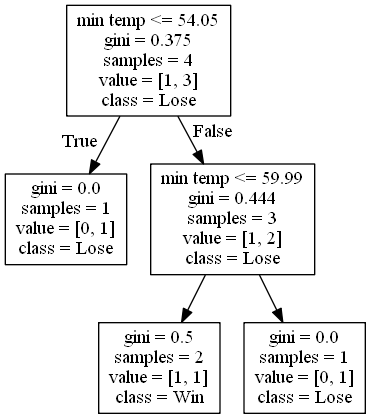 min temp <= 54.05
gini = 0.375
samples = 4
value = [1, 3]
class = Lose
True
False
gini = 0.0
samples = 1
value = [0, 1]
class = Lose
min temp <= 59.99
gini = 0.444
samples = 3
value = [1, 2]
class = Lose
gini = 0.5
samples = 2
value = [1, 1]
class = Win
gini = 0.0
samples = 1
value = [0, 1]
class = Lose